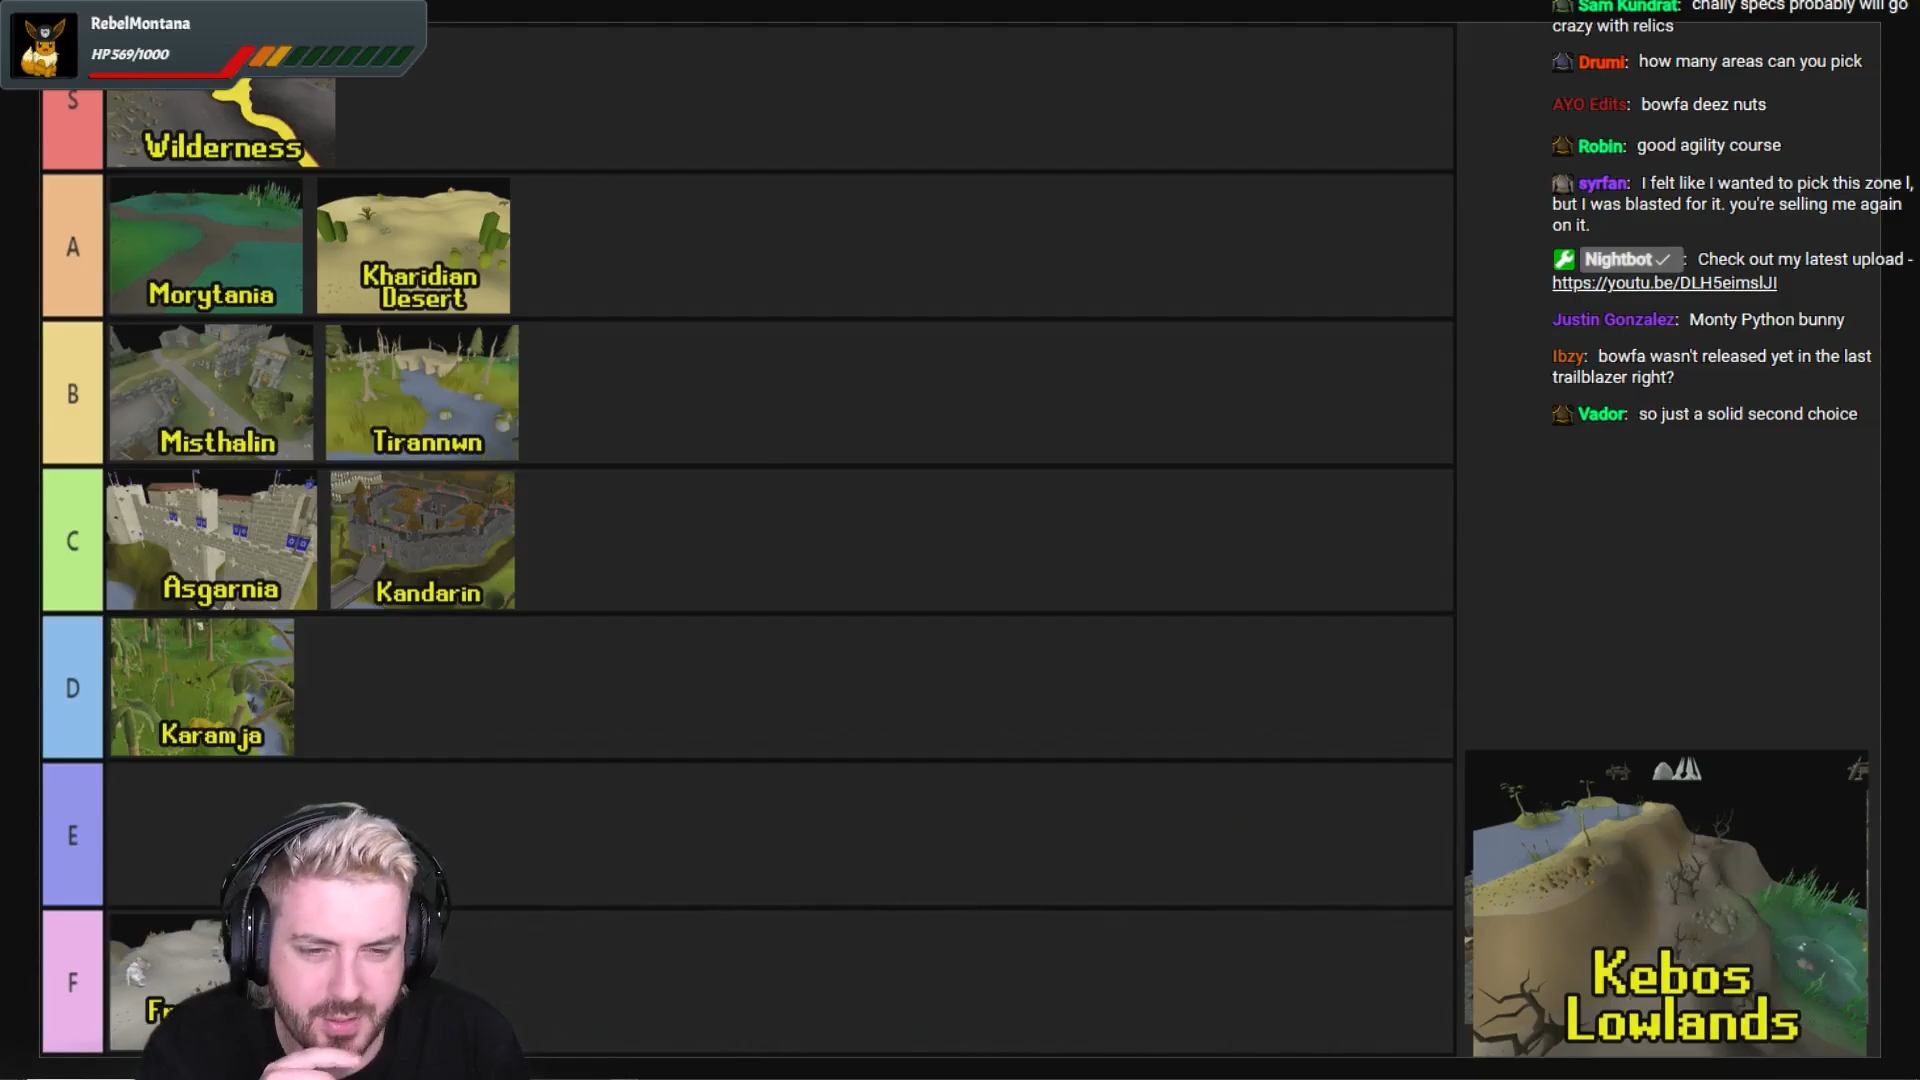 RebelMontana
HP 569/1000
S
Wilderness
A
Morytania
Kharidian
Desert
B
Misthalin
Tirannwn
C
Asgarnia
Kandarin
D
Karamja
E
F
Kebos
Lowlands
Sam Kundrat: chally specs probably will go
crazy with relics
Drumi: how many areas can you pick
AYO Edits: bowfa deez nuts
Robin: good agility course
syrfan: I felt like I wanted to pick this zone l,
but I was blasted for it. you're selling me again
on it.
Nightbot ✓ : Check out my latest upload -
https://youtu.be/DLH5eimslJI
Justin Gonzalez: Monty Python bunny
Ibzy: bowfa wasn't released yet in the last
trailblazer right?
Vador: so just a solid second choice